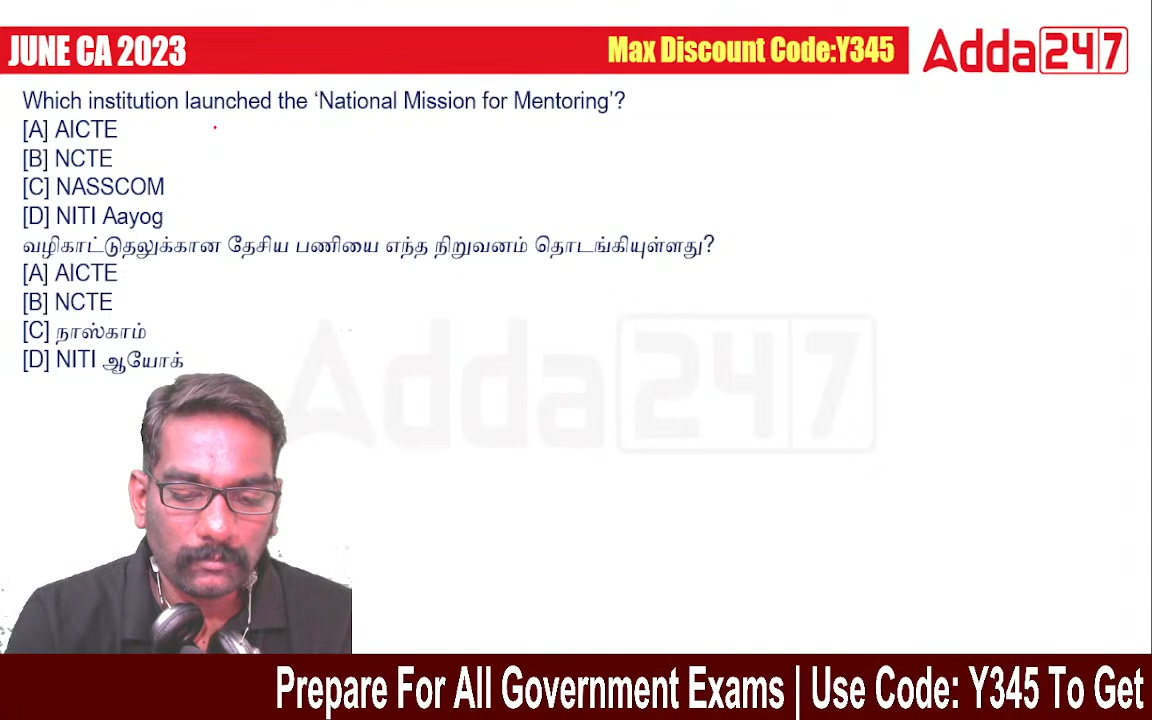 JUNE CA 2023
Max Discount Code:Y345
Adda247
Which institution launched the ‘National Mission for Mentoring’?
[A] AICTE
[B] NCTE
[C] NASSCOM
[D] NITI Aayog
வழிகாட்டுதலுக்கான தேசிய பணியை எந்த நிறுவனம் தொடங்கியுள்ளது?
[A] AICTE
[B] NCTE
[C] நாஸ்காம்
[D] NITI ஆயோக்
Adda247
Prepare For All Government Exams | Use Code: Y345 To Get